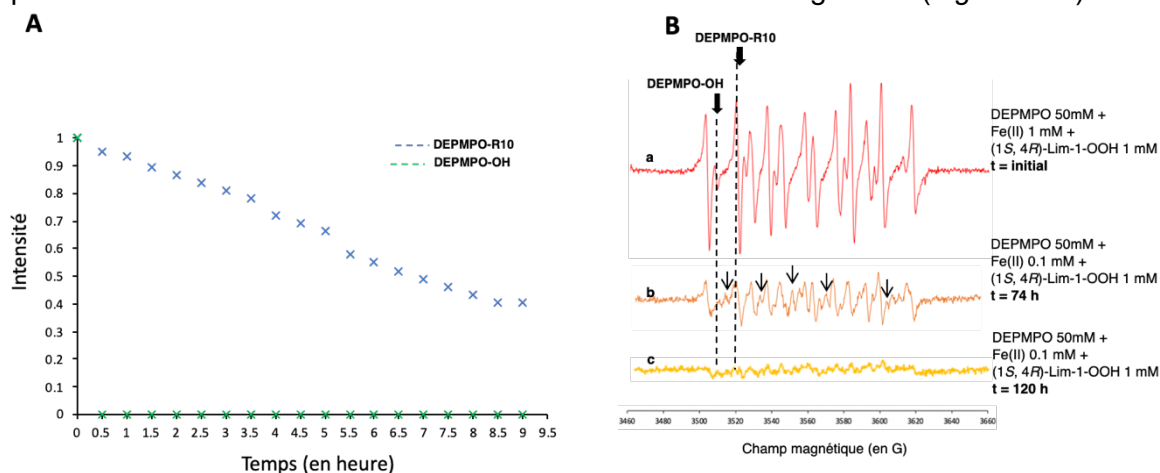 A
DEPMPO-R10
DEPMPO-OH
Intensité
1
0.9
0.8
0.7
0.6
0.5
0.4
0.3
0.2
0.1
0
0 0.5 1 1.5 2 2.5 3 3.5 4 4.5 5 5.5 6 6.5 7 7.5 8 8.5 9 9.5
Temps (en heure)
B
DEPMPO-R10
DEPMPO-OH
a
DEPMPO 50mM +
Fe(II) 1 mM +
(1S, 4R)-Lim-1-OOH 1 mM
t = initial
b
DEPMPO 50mM +
Fe(II) 0.1 mM +
(1S, 4R)-Lim-1-OOH 1 mM
t = 74 h
c
DEPMPO 50mM +
Fe(II) 0.1 mM +
(1S, 4R)-Lim-1-OOH 1 mM
t = 120 h
3460 3480 3500 3520 3540 3560 3580 3600 3620 3640 3660
Champ magnétique (en G)